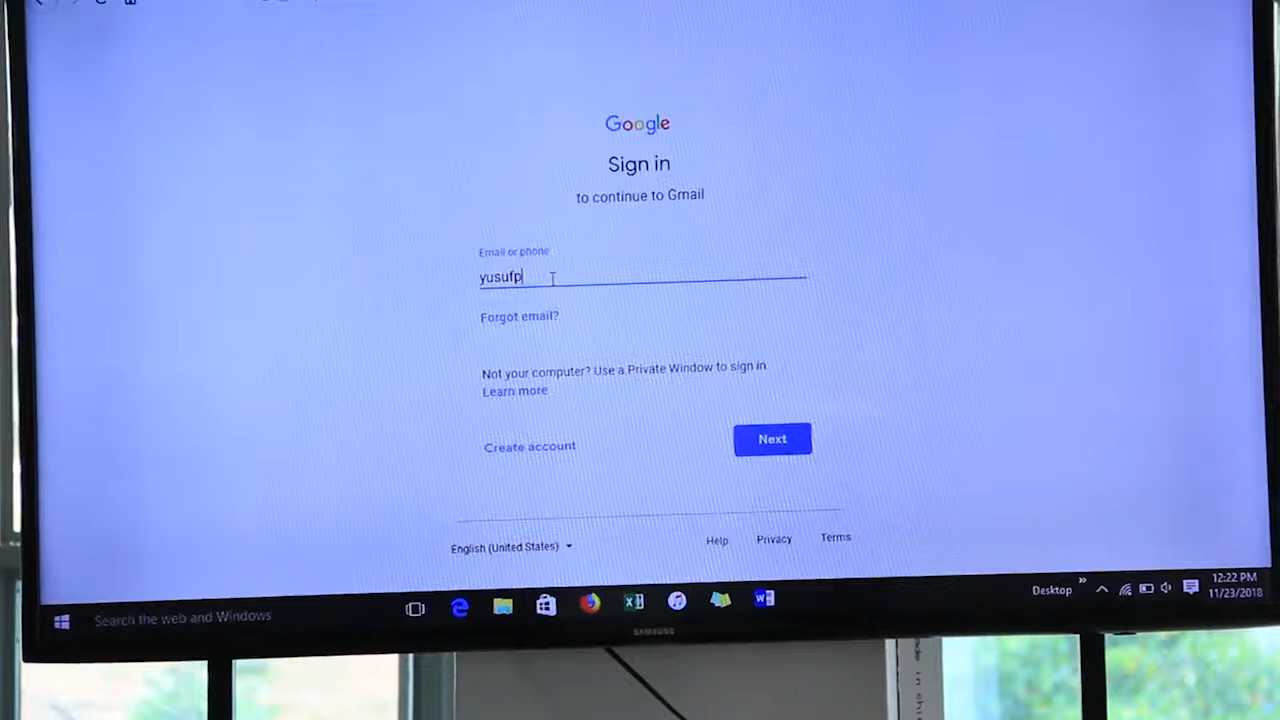 Google
Sign in
to continue to Gmail
Email or phone
yusufp
Forgot email?
Not your computer? Use a Private Window to sign in
Learn more
Create account
Next
English (United States)
Help
Privacy
Terms
Search the web and Windows
Desktop
12:22 PM
11/23/2018
SAMSUNG